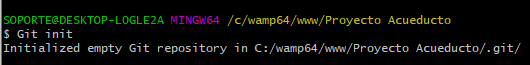 SOPORTE@DESKTOP-LOGLE2A MINGW64 /c/wamp64/www/Proyecto Acueducto
$ Git init
Initialized empty Git repository in C:/wamp64/www/Proyecto Acueducto/.git/